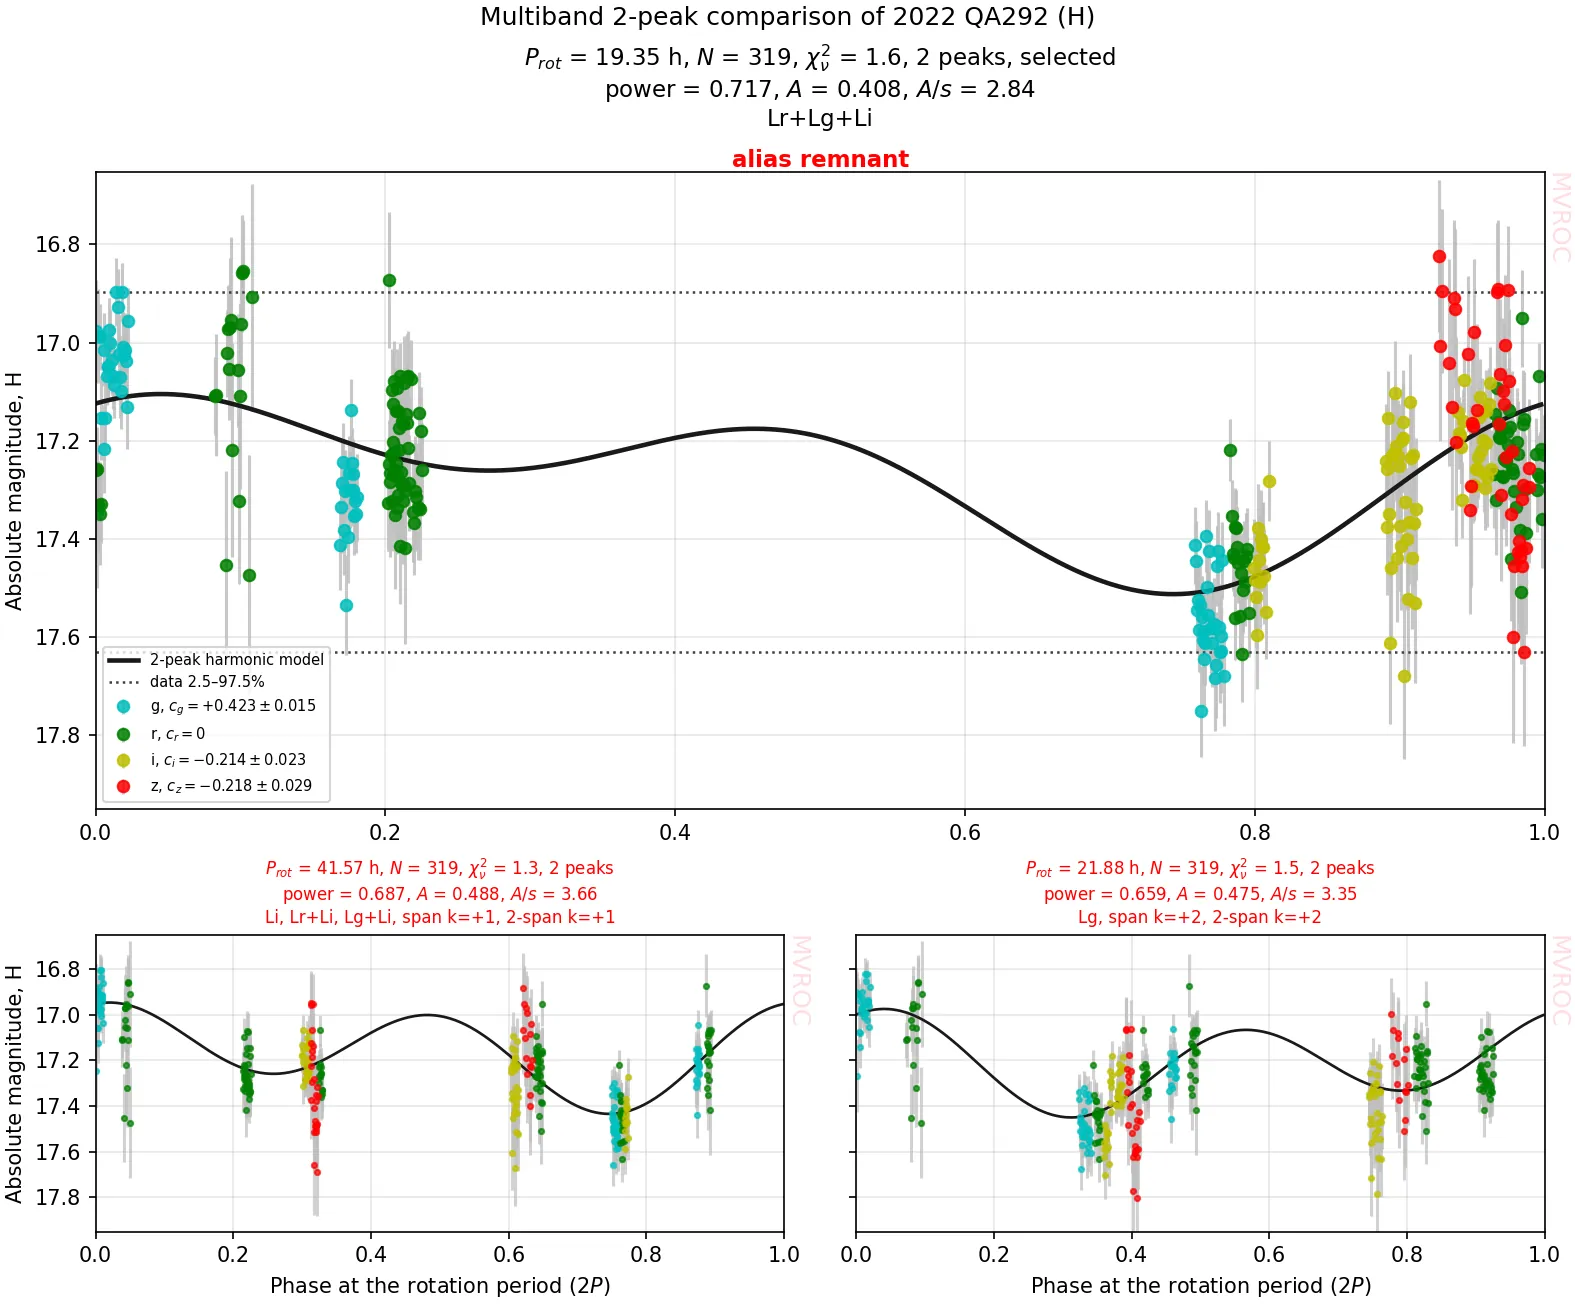 Multiband 2-peak comparison of 2022 QA292 (H)
P_rot = 19.35 h, N = 319, χ²_ν = 1.6, 2 peaks, selected
power = 0.717, A = 0.408, A/s = 2.84
Lr+Lg+Li
alias remnant
MVROC
Absolute magnitude, H
16.8
17.0
17.2
17.4
17.6
17.8
2-peak harmonic model
data 2.5–97.5%
g, c_g = +0.423 ± 0.015
r, c_r = 0
i, c_i = −0.214 ± 0.023
z, c_z = −0.218 ± 0.029
0.0 0.2 0.4 0.6 0.8 1.0
P_rot = 41.57 h, N = 319, χ²_ν = 1.3, 2 peaks
power = 0.687, A = 0.488, A/s = 3.66
Li, Lr+Li, Lg+Li, span k=+1, 2-span k=+1
MVROC
Absolute magnitude, H
16.8
17.0
17.2
17.4
17.6
17.8
0.0 0.2 0.4 0.6 0.8 1.0
Phase at the rotation period (2P)
P_rot = 21.88 h, N = 319, χ²_ν = 1.5, 2 peaks
power = 0.659, A = 0.475, A/s = 3.35
Lg, span k=+2, 2-span k=+2
MVROC
0.0 0.2 0.4 0.6 0.8 1.0
Phase at the rotation period (2P)